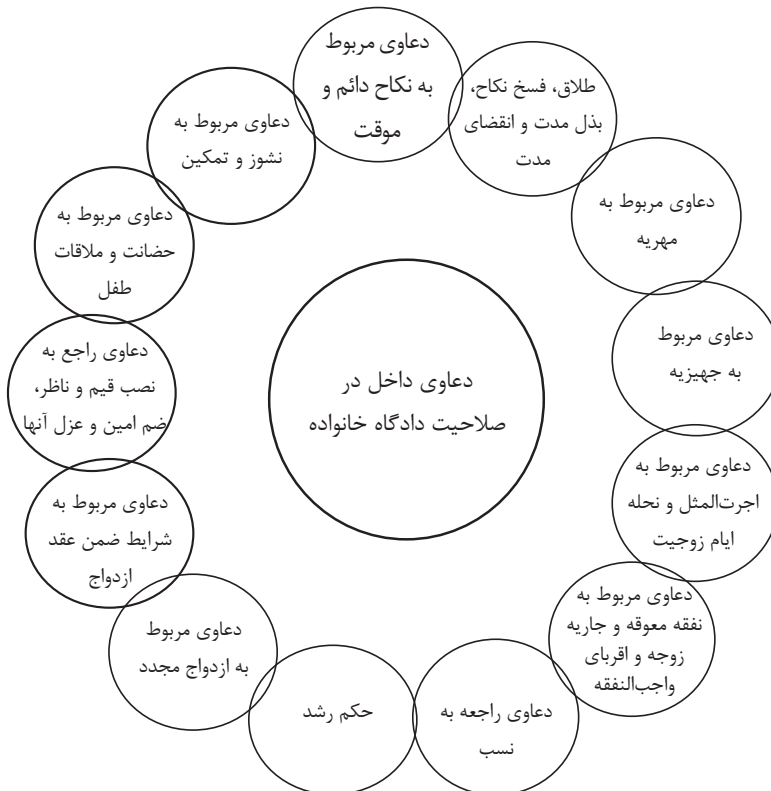 دعاوی مربوط
به نکاح دائم و
موقت
طلاق، فسخ نکاح،
بذل مدت و انقضای
مدت
دعاوی مربوط به
مهریه
دعاوی مربوط
به جهیزیه
دعاوی مربوط به
اجرت‌المثل و نحله
ایام زوجیت
دعاوی مربوط به
نفقه معوقه و جاریه
زوجه و اقربای
واجب‌النفقه
دعاوی راجعه به
نسب
حکم رشد
دعاوی مربوط
به ازدواج مجدد
دعاوی مربوط به
شرایط ضمن عقد
ازدواج
دعاوی راجع به
نصب قیم و ناظر،
ضم امین و عزل آنها
دعاوی مربوط به
حضانت و ملاقات
طفل
دعاوی مربوط به
نشوز و تمکین
دعاوی داخل در
صلاحیت دادگاه خانواده